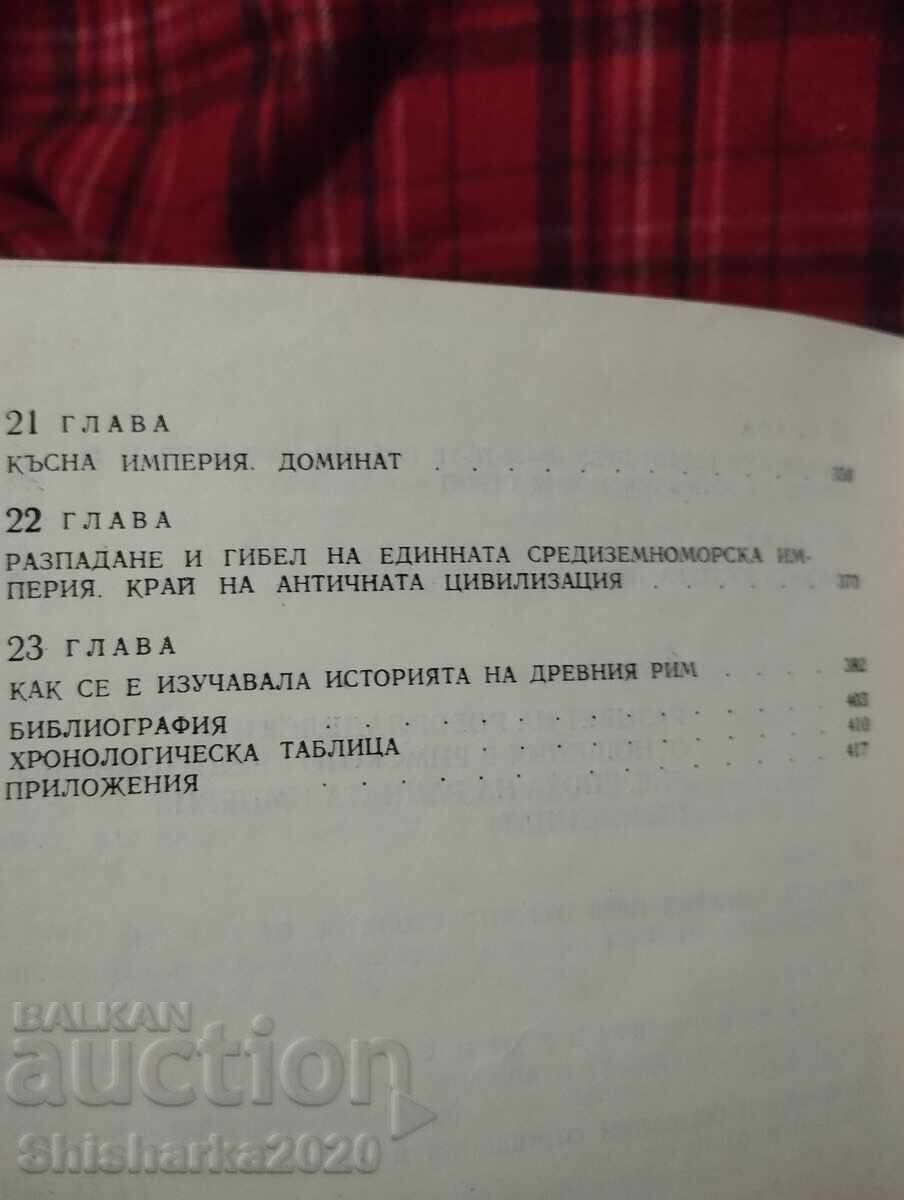 21 ГЛАВА
КЪСНА ИМПЕРИЯ. ДОМИНАТ . . . . . . . . . . .
22 ГЛАВА
РАЗПАДАНЕ И ГИБЕЛ НА ЕДИННАТА СРЕДИЗЕМНОМОРСКА ИМ-
ПЕРИЯ. КРАЙ НА АНТИЧНАТА ЦИВИЛИЗАЦИЯ . . . . . . 370
23 ГЛАВА
КАК СЕ Е ИЗУЧАВАЛА ИСТОРИЯТА НА ДРЕВНИЯ РИМ . . . . 382
БИБЛИОГРАФИЯ . . . . . . . . . . . . . 403
ХРОНОЛОГИЧЕСКА ТАБЛИЦА . . . . . . . . . 410
ПРИЛОЖЕНИЯ . . . . . . . . . . . . . 417
BALKAN
auction
Shisharka2020